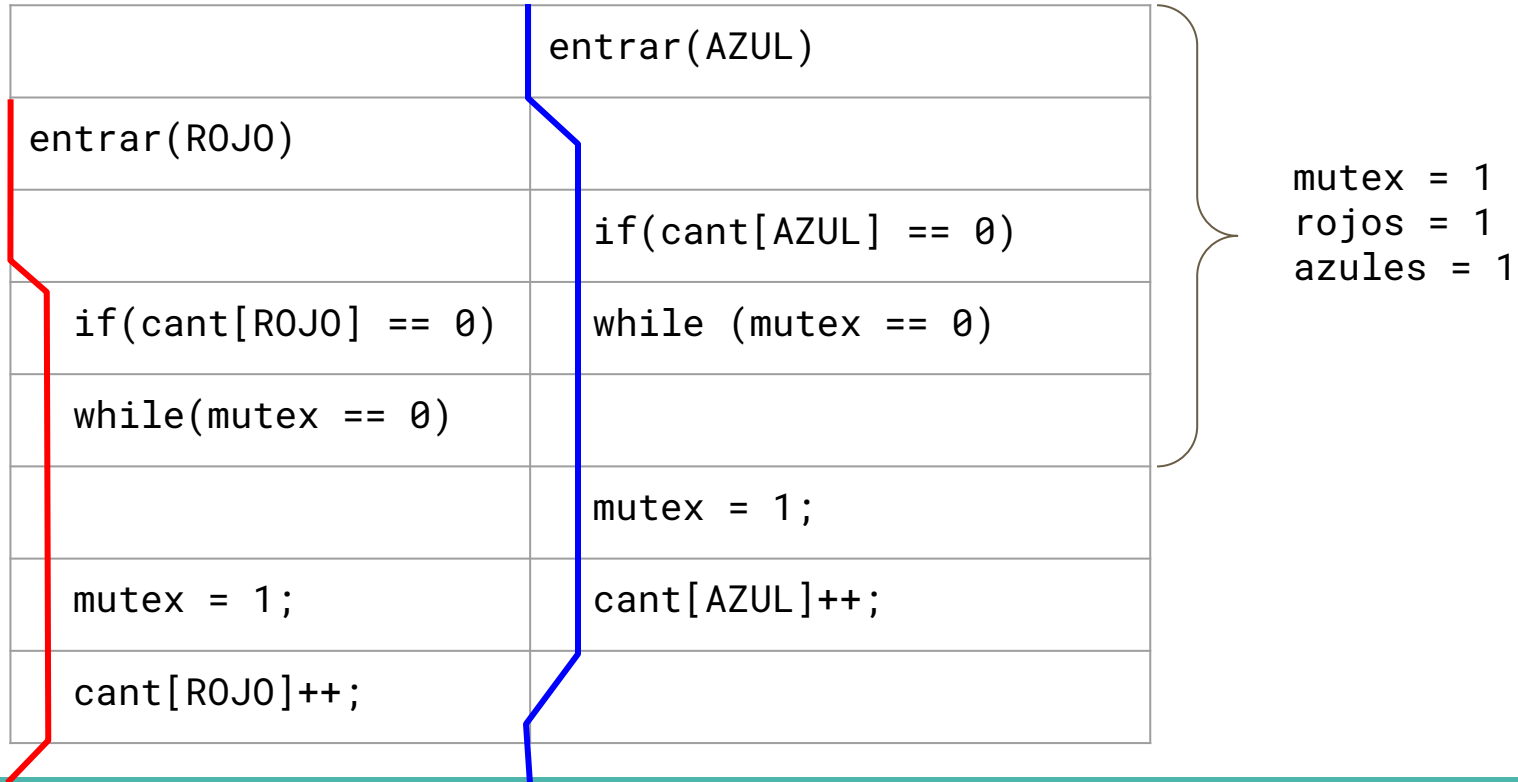 entrar(AZUL)
entrar(ROJO)
if(cant[AZUL] == 0)
if(cant[ROJO] == 0)
while (mutex == 0)
while(mutex == 0)
mutex = 1;
mutex = 1;
cant[AZUL]++;
cant[ROJO]++;
mutex = 1
rojos = 1
azules = 1